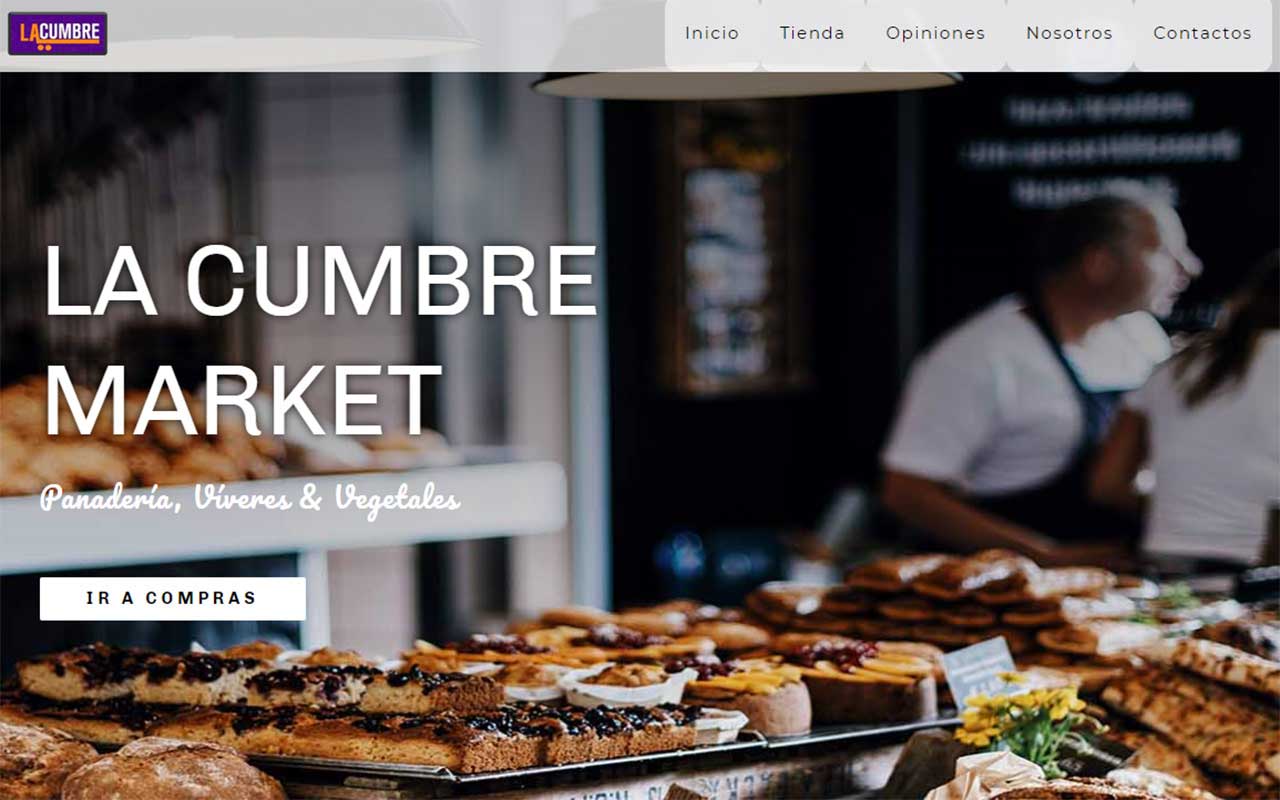 LACUMBRE
Inicio
Tienda
Opiniones
Nosotros
Contactos
LA CUMBRE
MARKET
Panadería, Víveres & Vegetales
IR A COMPRAS